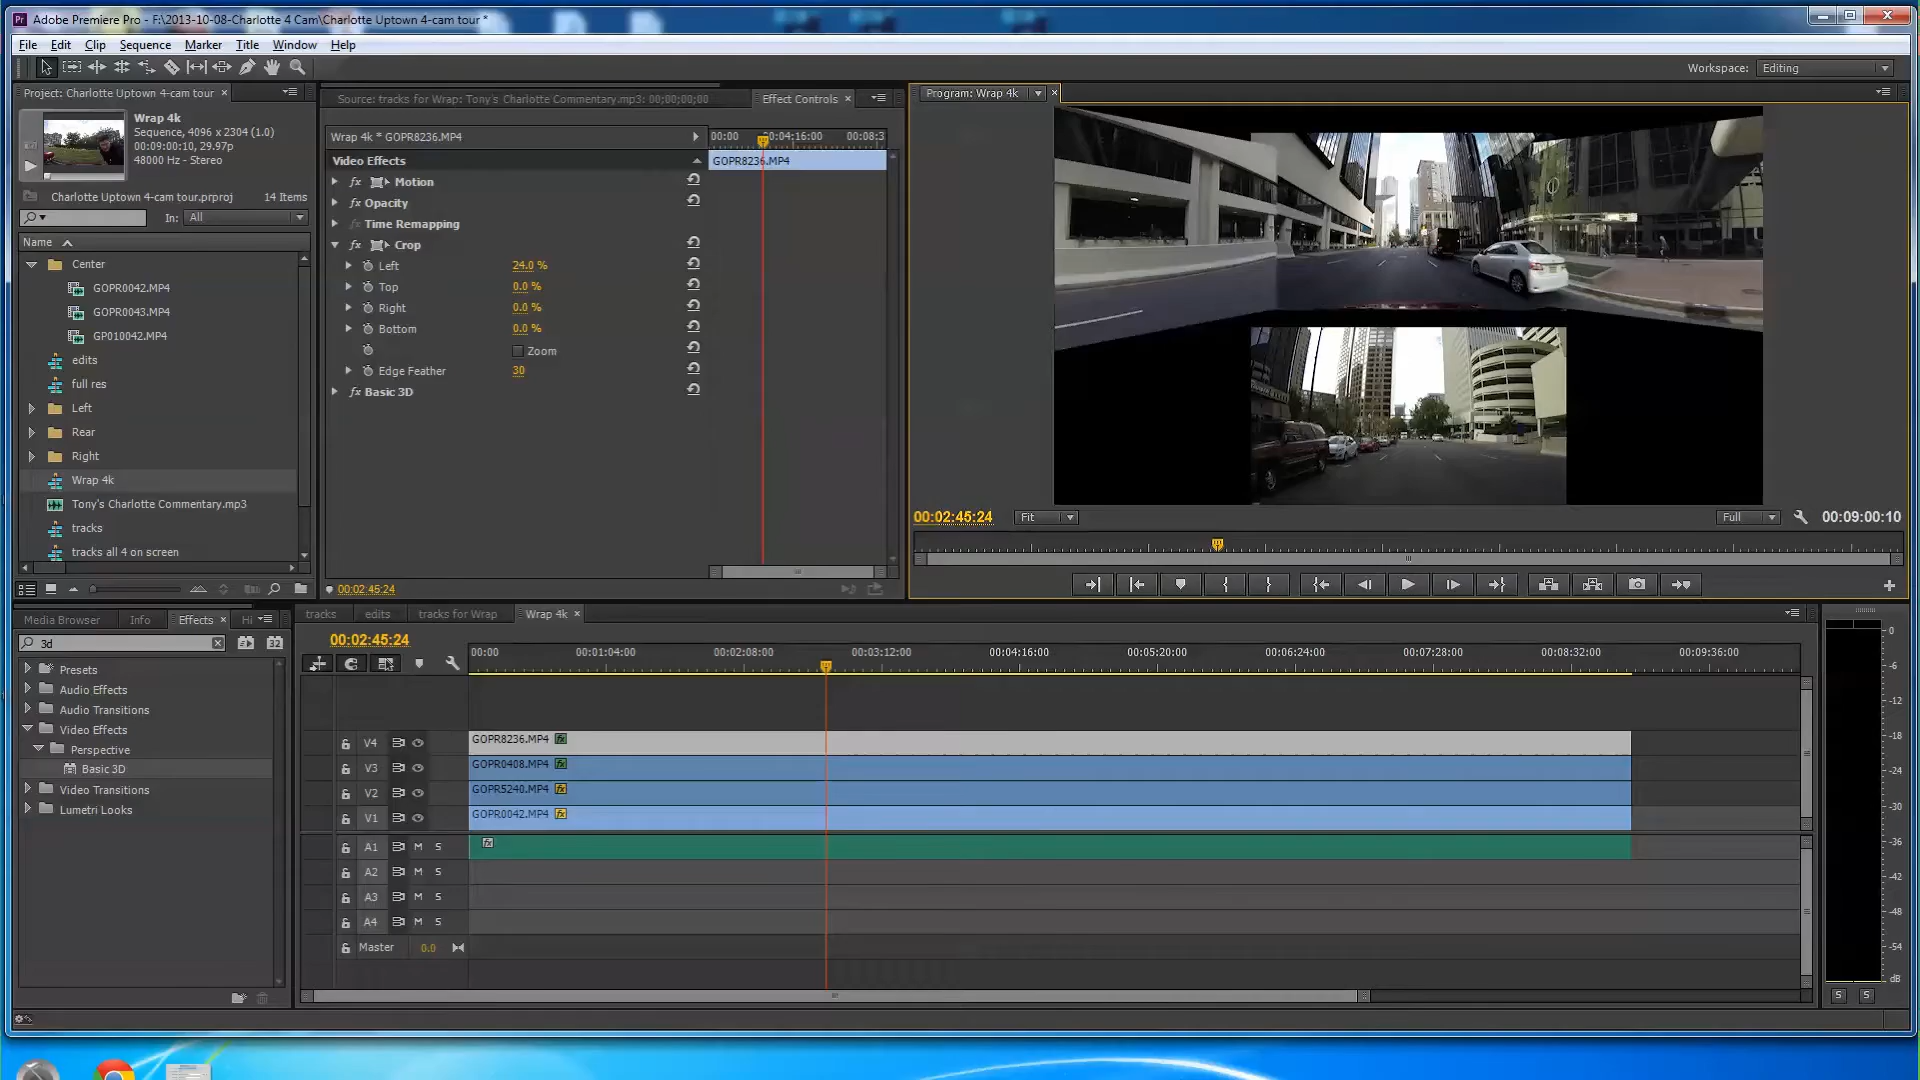 Pr Adobe Premiere Pro - F:\2013-10-08-Charlotte 4 Cam\Charlotte Uptown 4-cam tour *
File Edit Clip Sequence Marker Title Window Help
Workspace: Editing
Project: Charlotte Uptown 4-cam tour ×
Wrap 4k
Sequence, 4096 x 2304 (1.0)
00:09:00:10, 29.97p
48000 Hz - Stereo
Charlotte Uptown 4-cam tour.prproj 14 Items
In: All
Name
Center
GOPR0042.MP4
GOPR0043.MP4
GP010042.MP4
edits
full res
Left
Rear
Right
Wrap 4k
Tony's Charlotte Commentary.mp3
tracks
tracks all 4 on screen
Source: tracks for Wrap: Tony's Charlotte Commentary.mp3: 00;00;00;00 Effect Controls ×
Wrap 4k * GOPR8236.MP4
00:00 00:04:16:00 00:08:3
Video Effects
GOPR8236.MP4
fx Motion
fx Opacity
fx Time Remapping
fx Crop
Left 24.0 %
Top 0.0 %
Right 0.0 %
Bottom 0.0 %
Zoom
Edge Feather 30
fx Basic 3D
00:02:45:24
Program: Wrap 4k ×
00:02:45:24 Fit Full 00:09:00:10
Media Browser Info Effects × Hi
3d
32
Presets
Audio Effects
Audio Transitions
Video Effects
Perspective
Basic 3D
Video Transitions
Lumetri Looks
tracks edits tracks for Wrap Wrap 4k ×
00:02:45:24
00:00 00:01:04:00 00:02:08:00 00:03:12:00 00:04:16:00 00:05:20:00 00:06:24:00 00:07:28:00 00:08:32:00 00:09:36:00
V4 GOPR8236.MP4 fx
V3 GOPR0408.MP4 fx
V2 GOPR5240.MP4 fx
V1 GOPR0042.MP4 fx
A1 M S fx
A2 M S
A3 M S
A4 M S
Master 0.0
0
-6
-12
-18
-24
-30
-36
-42
-48
-54
dB
S S